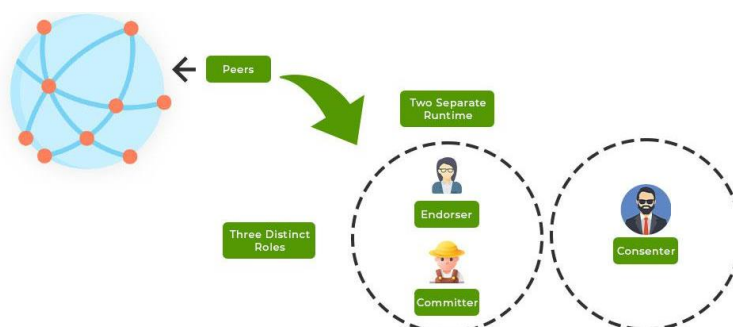 Peers
Two Separate
Runtime
Endorser
Three Distinct
Roles
Consenter
Committer